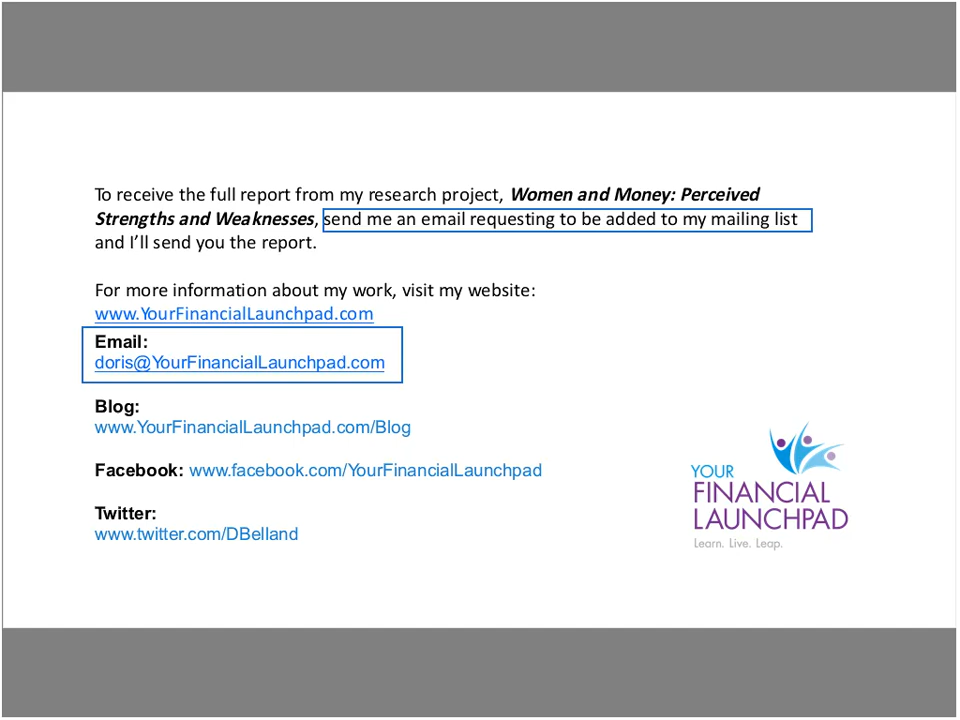 To receive the full report from my research project, Women and Money: Perceived
Strengths and Weaknesses, send me an email requesting to be added to my mailing list
and I'll send you the report.
For more information about my work, visit my website:
www.YourFinancialLaunchpad.com
Email:
doris@YourFinancialLaunchpad.com
Blog:
www.YourFinancialLaunchpad.com/Blog
Facebook: www.facebook.com/YourFinancialLaunchpad
Twitter:
www.twitter.com/DBelland
YOUR
FINANCIAL
LAUNCHPAD
Learn. Live. Leap.